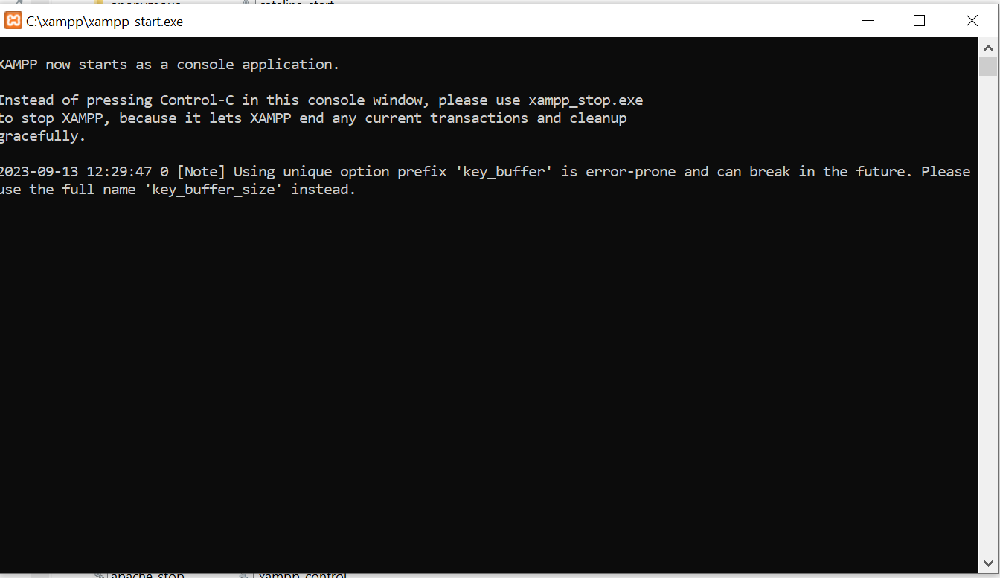 C:\xampp\xampp_start.exe
XAMPP now starts as a console application.
Instead of pressing Control-C in this console window, please use xampp_stop.exe
to stop XAMPP, because it lets XAMPP end any current transactions and cleanup
gracefully.
2023-09-13 12:29:47 0 [Note] Using unique option prefix 'key_buffer' is error-prone and can break in the future. Please
use the full name 'key_buffer_size' instead.
apache_stop
xampp-control